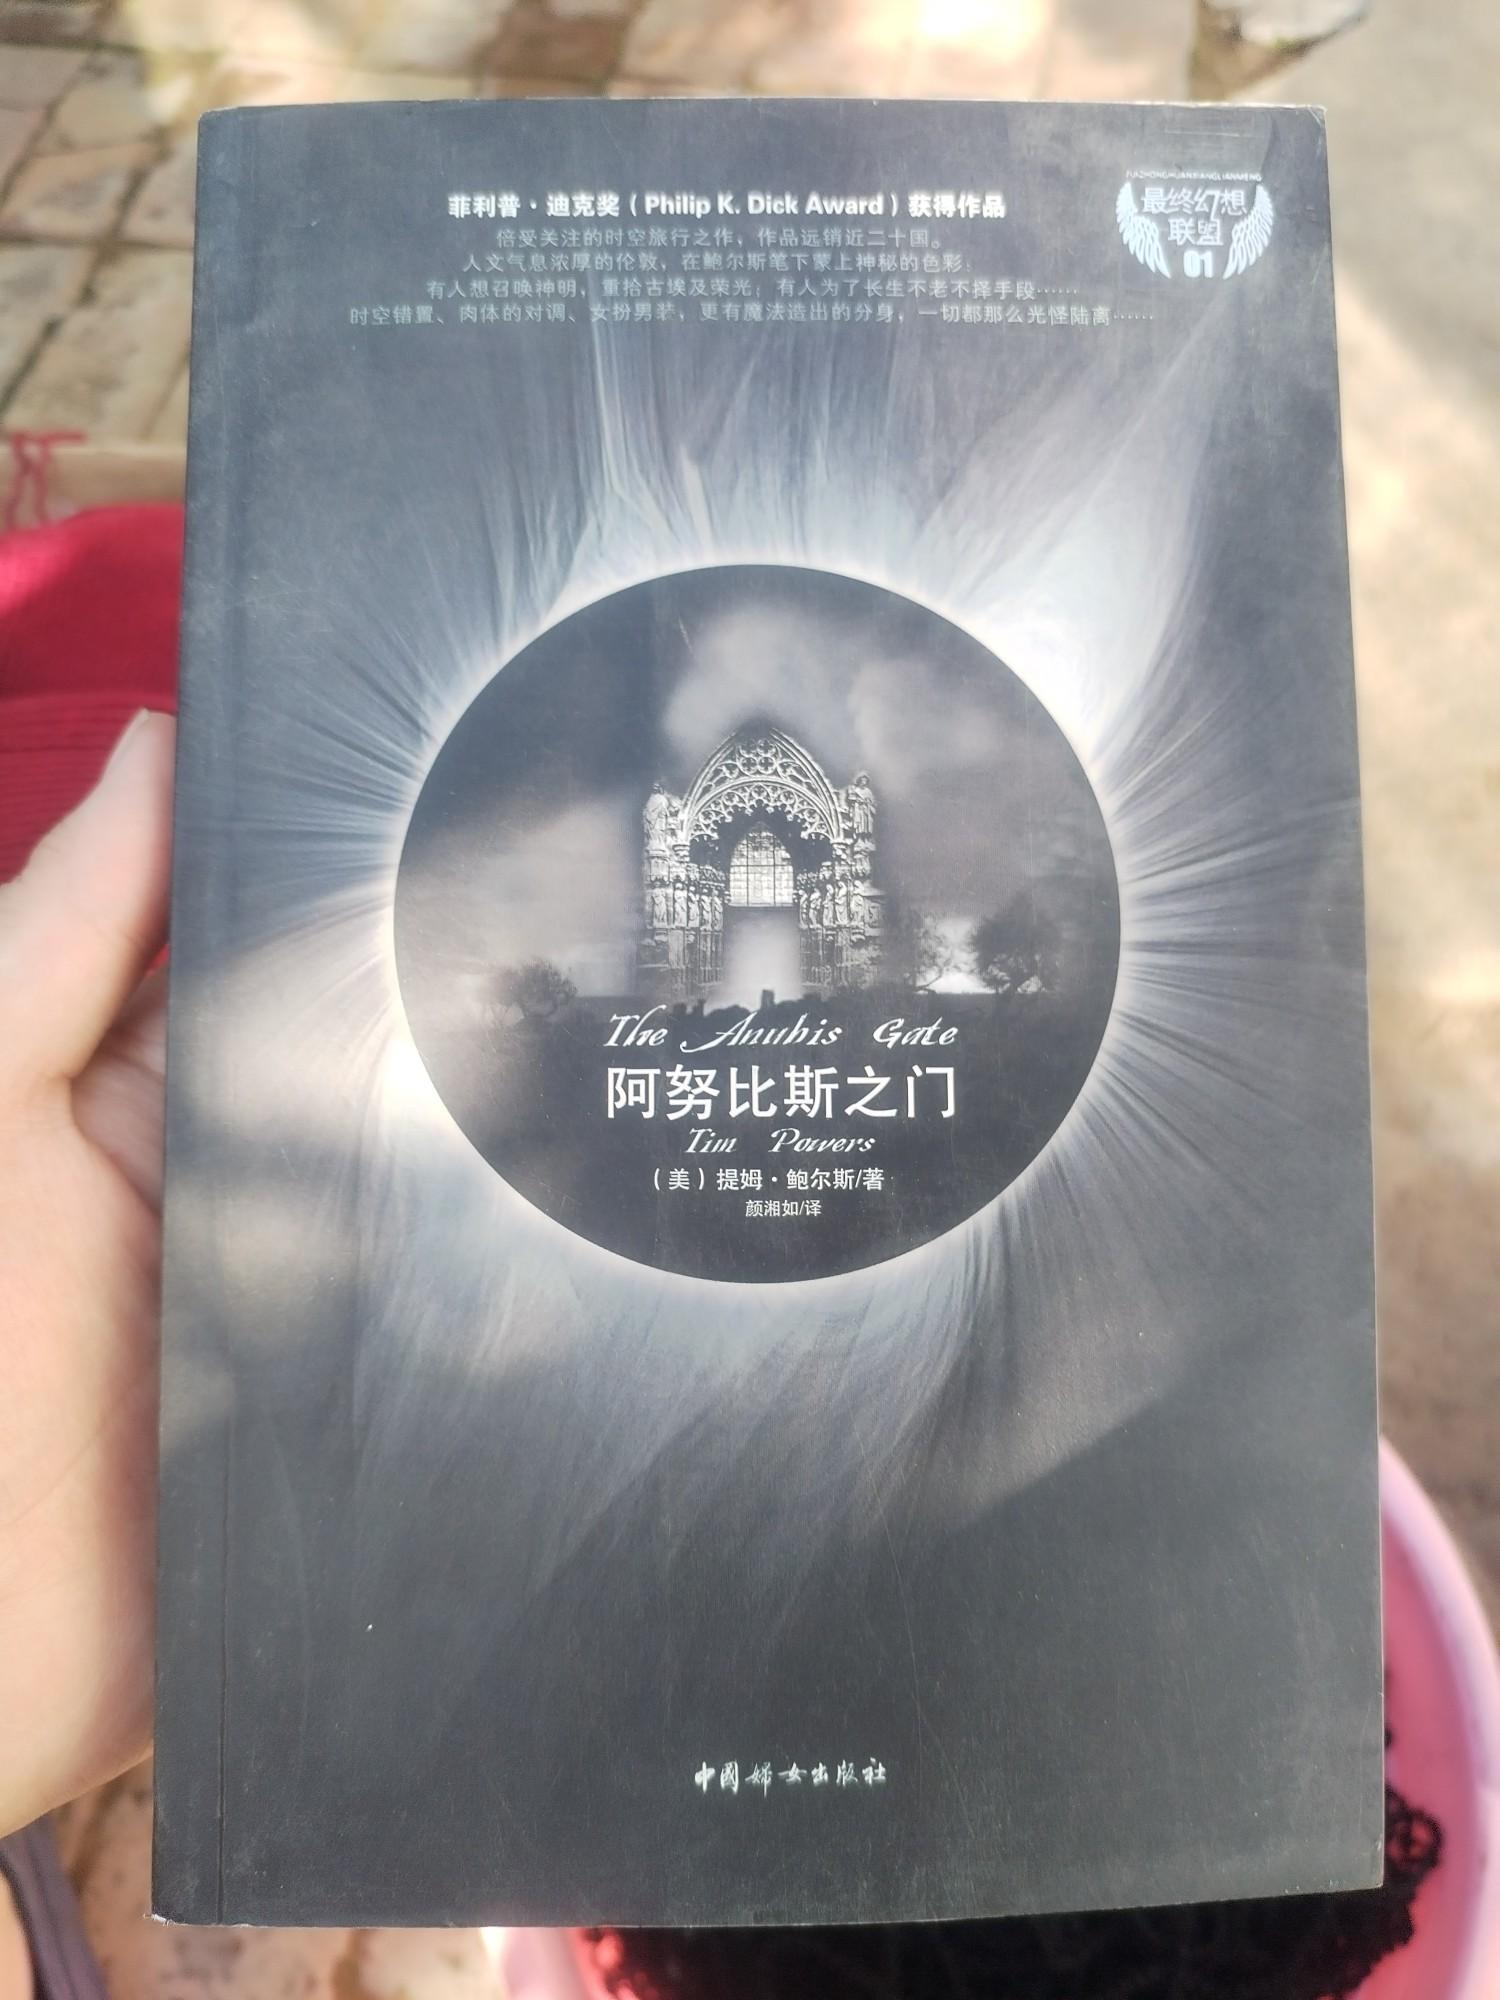 菲利普·迪克奖（Philip K. Dick Award）获得作品
倍受关注的时空旅行之作，作品远销近二十国。
人文气息浓厚的伦敦，在鲍尔斯笔下蒙上神秘的色彩：
有人想召唤神明，重拾古埃及荣光；有人为了长生不老不择手段……
时空错置、肉体的对调、女扮男装，更有魔法造出的分身，一切都那么光怪陆离……
ZUIZHONGHUANXIANGLIANMENG
最终幻想
联盟
01
The Anubis Gate
阿努比斯之门
Tim Powers
（美）提姆·鲍尔斯/著
颜湘如/译
中國婦女出版社